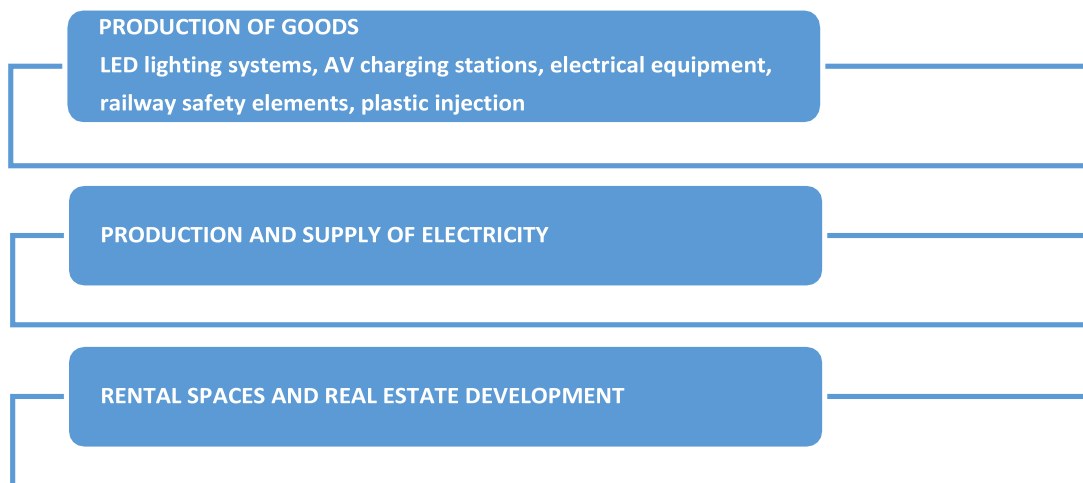 PRODUCTION OF GOODS
LED lighting systems, AV charging stations, electrical equipment,
railway safety elements, plastic injection
PRODUCTION AND SUPPLY OF ELECTRICITY
RENTAL SPACES AND REAL ESTATE DEVELOPMENT